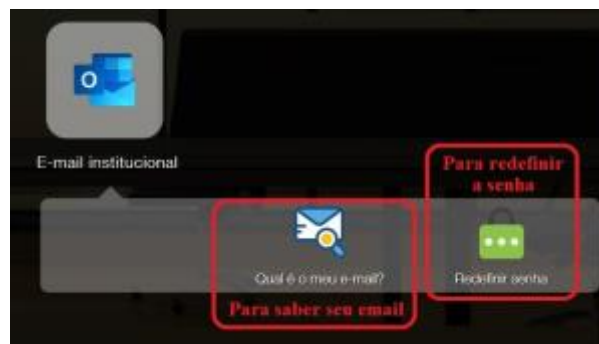 O
E-mail institucional
Para redefinir
a senha
Qual é o meu e-mail?
Redefinir senha
Para saber seu email